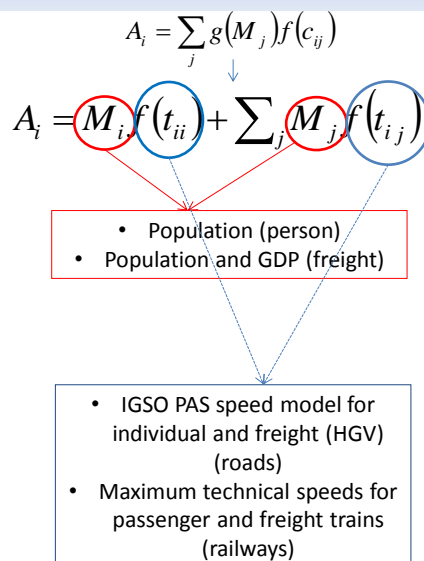 A_i = ∑_j g(M_j) f(c_ij)
A_i = M_i f(t_ii) + ∑_j M_j f(t_ij)
• Population (person)
• Population and GDP (freight)
• IGSO PAS speed model for
individual and freight (HGV)
(roads)
• Maximum technical speeds for
passenger and freight trains
(railways)